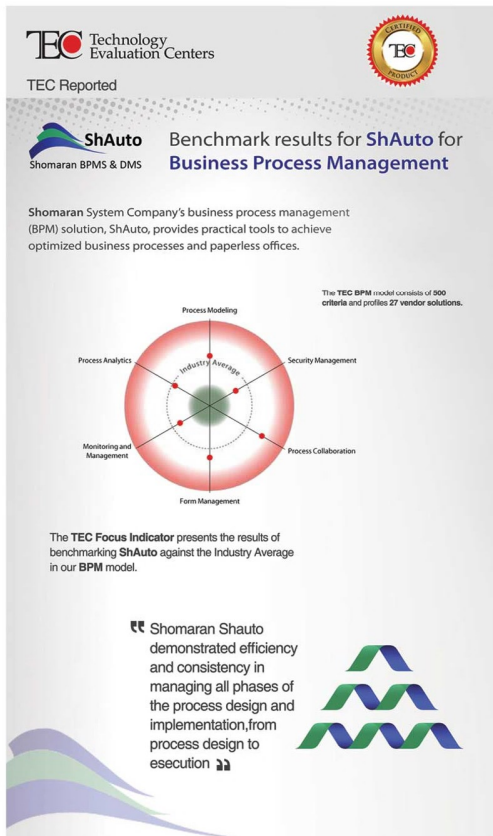 TEC Technology
Evaluation Centers
CERTIFIED
TEC
PRODUCT
TEC Reported
ShAuto
Shomaran BPMS & DMS
Benchmark results for ShAuto for
Business Process Management
Shomaran System Company's business process management
(BPM) solution, ShAuto, provides practical tools to achieve
optimized business processes and paperless offices.
The TEC BPM model consists of 500
criteria and profiles 27 vendor solutions.
Process Modeling
Process Analytics
Industry Average
Security Management
Monitoring and
Management
Process Collaboration
Form Management
The TEC Focus Indicator presents the results of
benchmarking ShAuto against the Industry Average
in our BPM model.
Shomaran Shauto
demonstrated efficiency
and consistency in
managing all phases of
the process design and
implementation,from
process design to
esecution